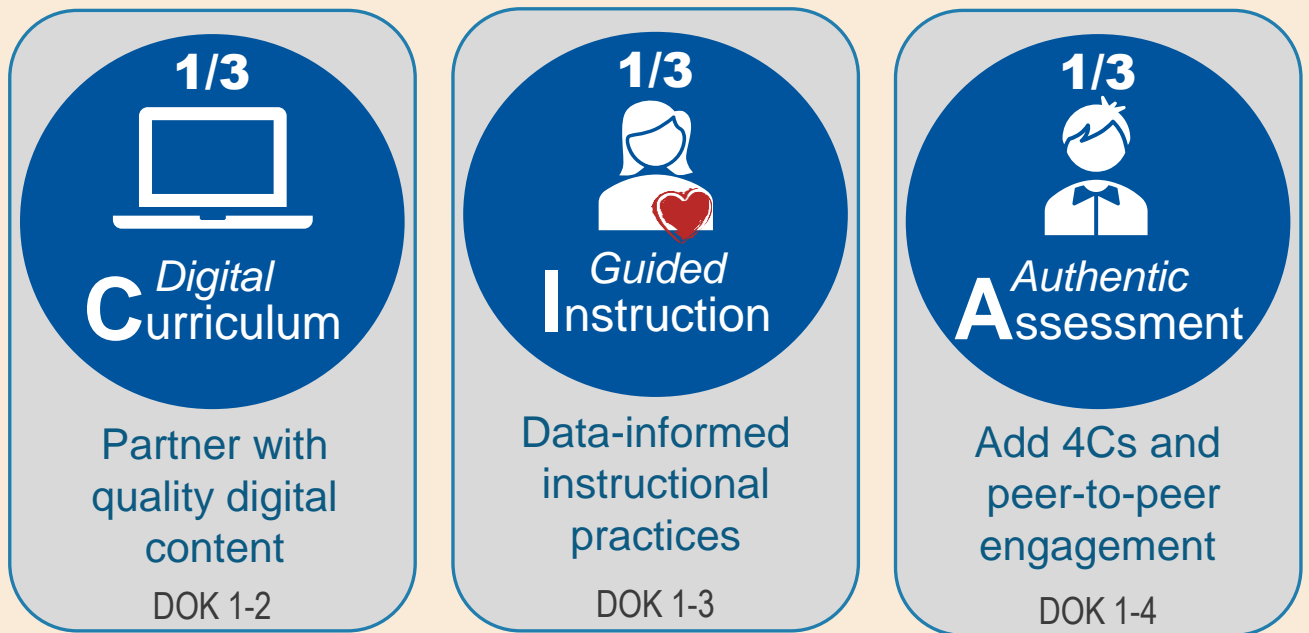 1/3
Digital
Curriculum
Partner with
quality digital
content
DOK 1-2
1/3
Guided
Instruction
Data-informed
instructional
practices
DOK 1-3
1/3
Authentic
Assessment
Add 4Cs and
peer-to-peer
engagement
DOK 1-4